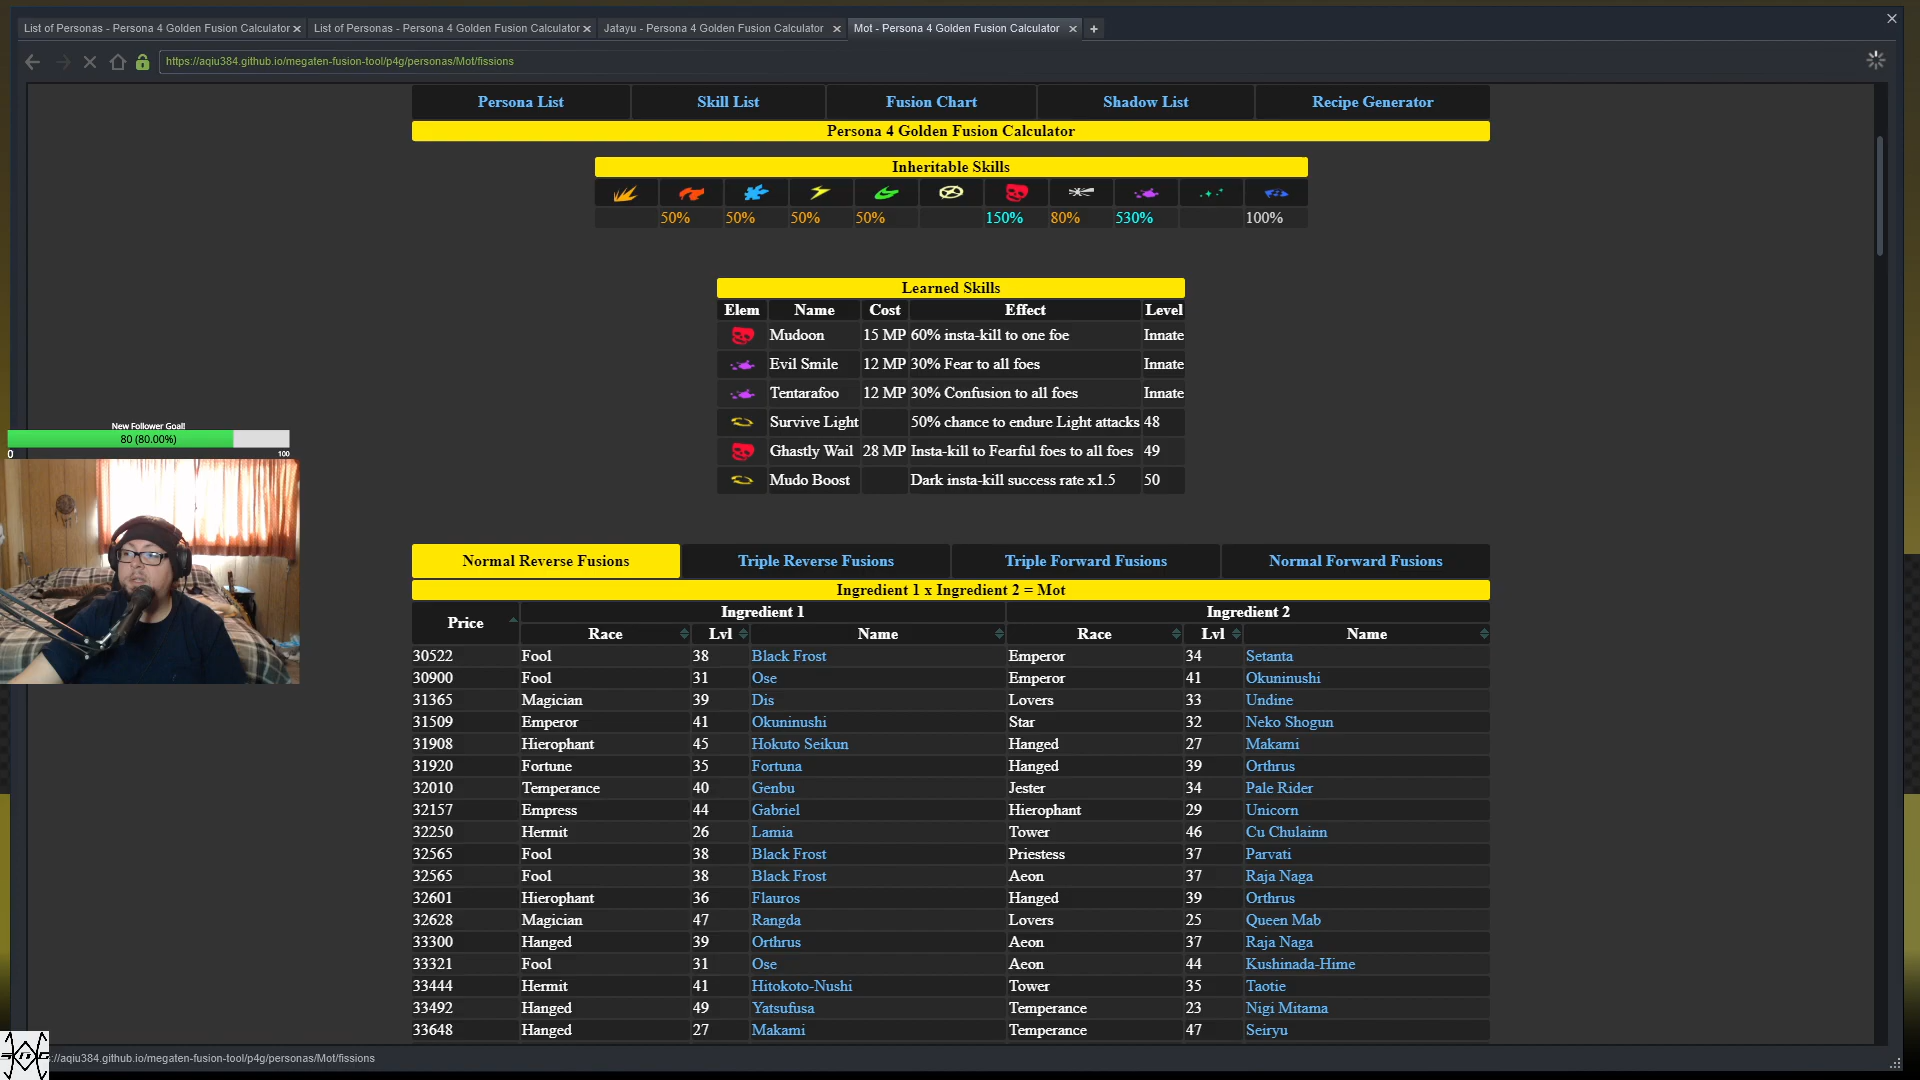 List of Personas - Persona 4 Golden Fusion Calculator
List of Personas - Persona 4 Golden Fusion Calculator
Jatayu - Persona 4 Golden Fusion Calculator
Mot - Persona 4 Golden Fusion Calculator
https://aqiu384.github.io/megaten-fusion-tool/p4g/personas/Mot/fissions
Persona List Skill List Fusion Chart Shadow List Recipe Generator
Persona 4 Golden Fusion Calculator
Inheritable Skills
50% 50% 50% 50% 150% 80% 530% 100%
Learned Skills
Elem Name Cost Effect Level
Mudoon 15 MP 60% insta-kill to one foe Innate
Evil Smile 12 MP 30% Fear to all foes Innate
Tentarafoo 12 MP 30% Confusion to all foes Innate
Survive Light 50% chance to endure Light attacks 48
Ghastly Wail 28 MP Insta-kill to Fearful foes to all foes 49
Mudo Boost Dark insta-kill success rate x1.5 50
New Follower Goal!
80 (80.00%)
0 100
Normal Reverse Fusions Triple Reverse Fusions Triple Forward Fusions Normal Forward Fusions
Ingredient 1 x Ingredient 2 = Mot
Price Ingredient 1 Ingredient 2
Race Lvl Name Race Lvl Name
30522 Fool 38 Black Frost Emperor 34 Setanta
30900 Fool 31 Ose Emperor 41 Okuninushi
31365 Magician 39 Dis Lovers 33 Undine
31509 Emperor 41 Okuninushi Star 32 Neko Shogun
31908 Hierophant 45 Hokuto Seikun Hanged 27 Makami
31920 Fortune 35 Fortuna Hanged 39 Orthrus
32010 Temperance 40 Genbu Jester 34 Pale Rider
32157 Empress 44 Gabriel Hierophant 29 Unicorn
32250 Hermit 26 Lamia Tower 46 Cu Chulainn
32565 Fool 38 Black Frost Priestess 37 Parvati
32565 Fool 38 Black Frost Aeon 37 Raja Naga
32601 Hierophant 36 Flauros Hanged 39 Orthrus
32628 Magician 47 Rangda Lovers 25 Queen Mab
33300 Hanged 39 Orthrus Aeon 37 Raja Naga
33321 Fool 31 Ose Aeon 44 Kushinada-Hime
33444 Hermit 41 Hitokoto-Nushi Tower 35 Taotie
33492 Hanged 49 Yatsufusa Temperance 23 Nigi Mitama
33648 Hanged 27 Makami Temperance 47 Seiryu
://aqiu384.github.io/megaten-fusion-tool/p4g/personas/Mot/fissions